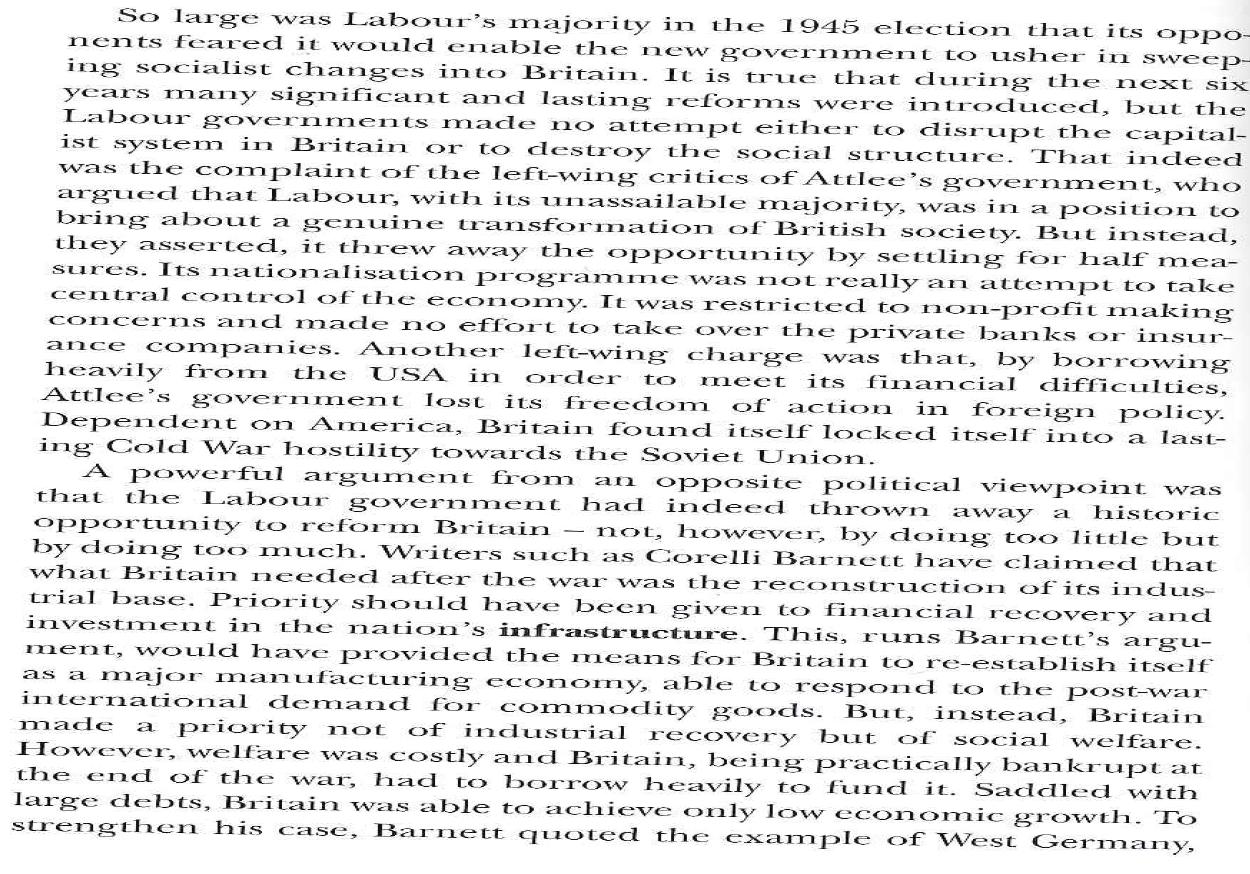 So large was Labour's majority in the 1945 election that its oppo-
nents feared it would enable the new government to usher in sweep-
ing socialist changes into Britain. It is true that during the next six
years many significant and lasting reforms were introduced, but the
Labour governments made no attempt either to disrupt the capital-
ist system in Britain or to destroy the social structure. That indeed
was the complaint of the left-wing critics of Attlee's government, who
argued that Labour, with its unassailable majority, was in a position to
bring about a genuine transformation of British society. But instead,
they asserted, it threw away the opportunity by settling for half mea-
sures. Its nationalisation programme was not really an attempt to take
central control of the economy. It was restricted to non-profit making
concerns and made no effort to take over the private banks or insur-
ance companies. Another left-wing charge was that, by borrowing
heavily from the USA in order to meet its financial difficulties,
Attlee's government lost its freedom of action in foreign policy.
Dependent on America, Britain found itself locked itself into a last-
ing Cold War hostility towards the Soviet Union.
A powerful argument from an opposite political viewpoint was
that the Labour government had indeed thrown away a historic
opportunity to reform Britain – not, however, by doing too little but
by doing too much. Writers such as Corelli Barnett have claimed that
what Britain needed after the war was the reconstruction of its indus-
trial base. Priority should have been given to financial recovery and
investment in the nation's infrastructure. This, runs Barnett's argu-
ment, would have provided the means for Britain to re-establish itself
as a major manufacturing economy, able to respond to the post-war
international demand for commodity goods. But, instead, Britain
made a priority not of industrial recovery but of social welfare.
However, welfare was costly and Britain, being practically bankrupt at
the end of the war, had to borrow heavily to fund it. Saddled with
large debts, Britain was able to achieve only low economic growth. To
strengthen his case, Barnett quoted the example of West Germany,